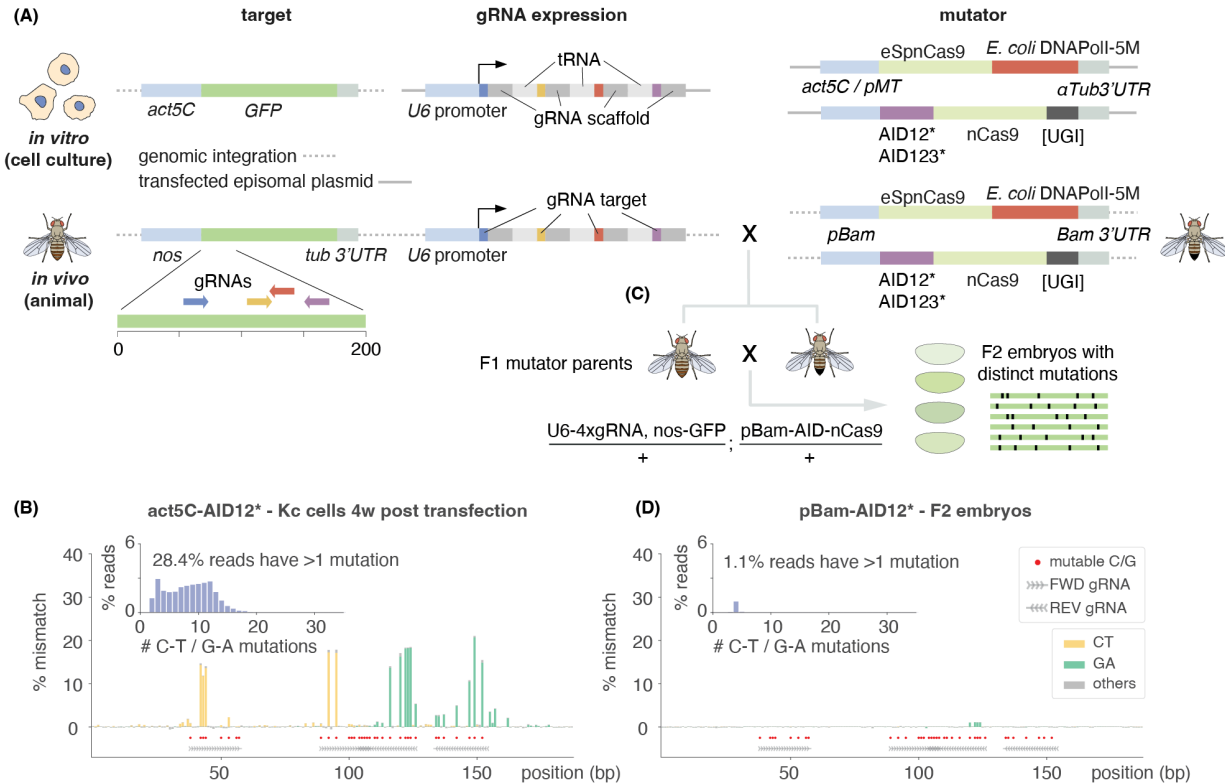 (A)
target
gRNA expression
mutator
act5C
GFP
in vitro
(cell culture)
tRNA
U6 promoter
gRNA scaffold
eSpnCas9
E. coli DNAPolI-5M
act5C / pMT
αTub3'UTR
AID12*
AID123*
nCas9
[UGI]
genomic integration
transfected episomal plasmid
in vivo
(animal)
nos
tub 3'UTR
gRNA target
U6 promoter
X
eSpnCas9
E. coli DNAPolI-5M
pBam
Bam 3'UTR
AID12*
AID123*
nCas9
[UGI]
gRNAs
0
200
(C)
F1 mutator parents
X
F2 embryos with
distinct mutations
U6-4xgRNA, nos-GFP ; pBam-AID-nCas9
+ +
(B)
act5C-AID12* - Kc cells 4w post transfection
% mismatch
40
30
20
10
0
% reads
6
0
28.4% reads have >1 mutation
0 10 20 30
# C-T / G-A mutations
50 100 150 position (bp)
(D)
pBam-AID12* - F2 embryos
% mismatch
40
30
20
10
0
% reads
6
0
1.1% reads have >1 mutation
0 10 20 30
# C-T / G-A mutations
mutable C/G
FWD gRNA
REV gRNA
CT
GA
others
50 100 150 position (bp)